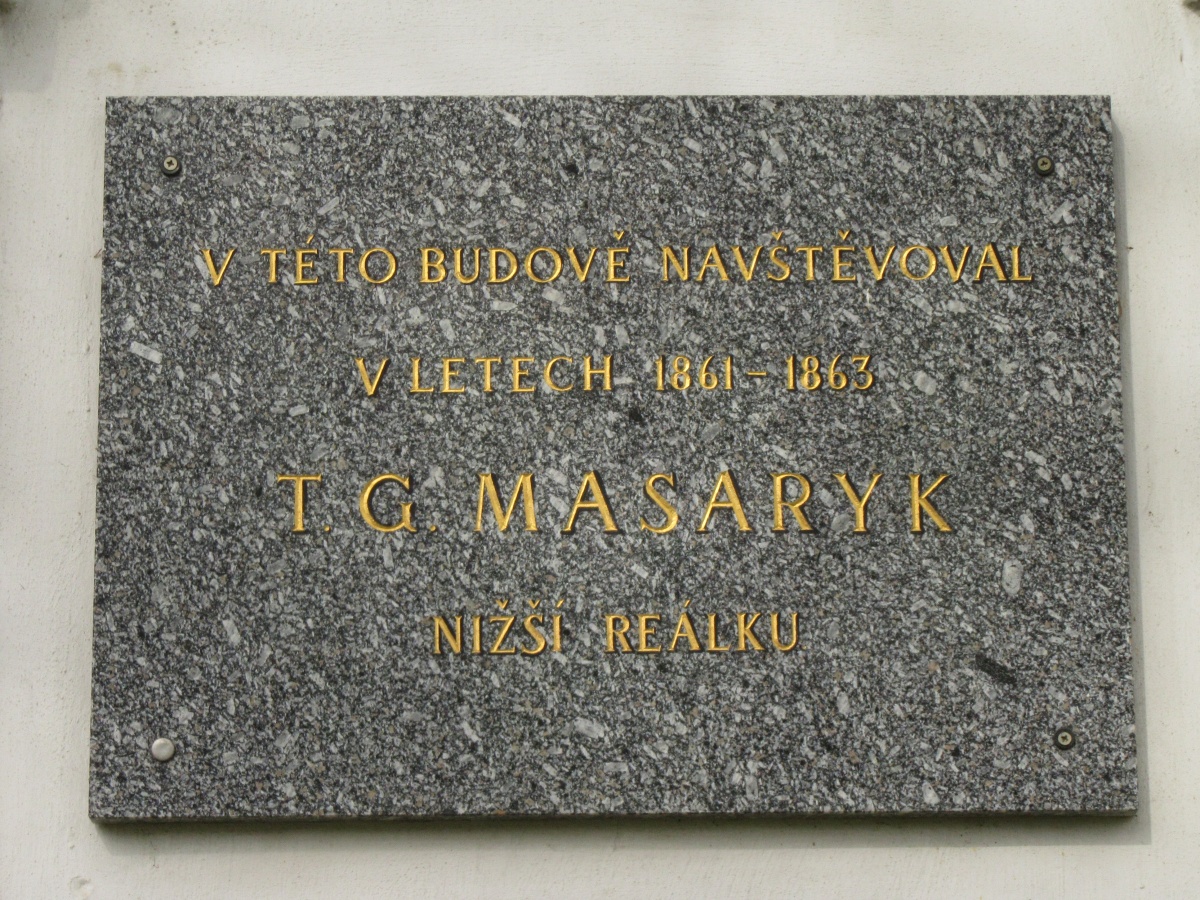 V TÉTO BUDOVĚ NAVŠTĚVOVAL
V LETECH 1861 – 1863
T. G. MASARYK
NIŽŠÍ REÁLKU